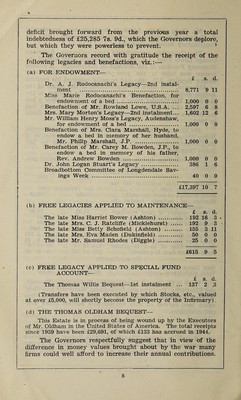 deficit brought forward from the previous year a total
indebtedness of £25,285 7s. 9d., which the Governors deplore,
but which they were powerless to prevent.
The Governors record with gratitude the receipt of the
following legacies and benefactions, viz.:—
(a) FOR ENDOWMENT—
£ s. d.
Dr. A. J. Rodocanachi's Legacy—2nd instal-
ment 8,771 9 11
Miss Marie Rodocanachi's Benefaction, for
endowment of a bed 1,000 0 0
Benefaction of Mr. Rowland Lowe, U.S.A. 2,597 6 8
Mrs. Mary Morton's Legacy—2nd instalment 1,602 12 6
Mr. William Henry Moss's Legacy, Audenshaw,
for endowment of a bed 1,000 0 0
Benefaction of Mrs. Clara Marshall, Hyde, to
endow a bed in memory of her husband,
Mr. Philip Marshall, J.P. 1,000 0 0
Benefaction of Mr. Garry M. Bowden, J.P., to
endow a bed in memory of his father,
Rev. Andrew Bowden 1,000 0 0
Dr. John Logan Stuart's Legacy 386 1 6
Broadbottom Committee of Longdendale Sav-
ings Week 40 0 0
£17,397 10 7
(b) FREE LEGACIES APPLIED TO MAINTENANCE—
£ s. d.
The late Miss Harriet Bower (Ashton) 192 16 3
The late Mrs. C. J. Ratcliffe (Micklehurst) 192 9 3
The late Miss Betty Schofield (Ashton) 155 3 11
The late Mrs. Eva Maden (Dukinfield) 50 0 0
The late Mr. Samuel Rhodes (Diggle) 25 0 0
£615 9 5
(c) FREE LEGACY APPLIED TO SPECIAL FUND
ACCOUNT—
£ s. d.
The Thomas Willis Bequest—1st instalment 137 2 3
(Transfers have been executed by which Stocks, etc., valued
at over £5,000, will shortly become the property of the Infirmary).
(d) THE THOMAS OLDHAM BEQUEST—
This Estate is in process of being wound up by the Executors
of Mr. Oldham in the United States of America. The total receipts
since 1939 have been £29,691, of which £133 has accrued in 1944.
The Governors respectfully suggest that in view of the
difference in money values brought about by the war many
firms could well afford to increase their annual contributions.
8